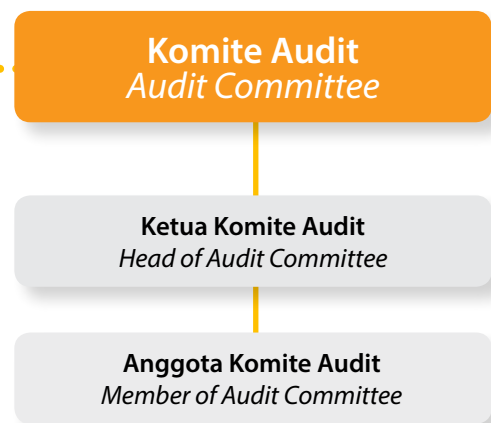 Komite Audit
Audit Committee
Ketua Komite Audit
Head of Audit Committee
Anggota Komite Audit
Member of Audit Committee